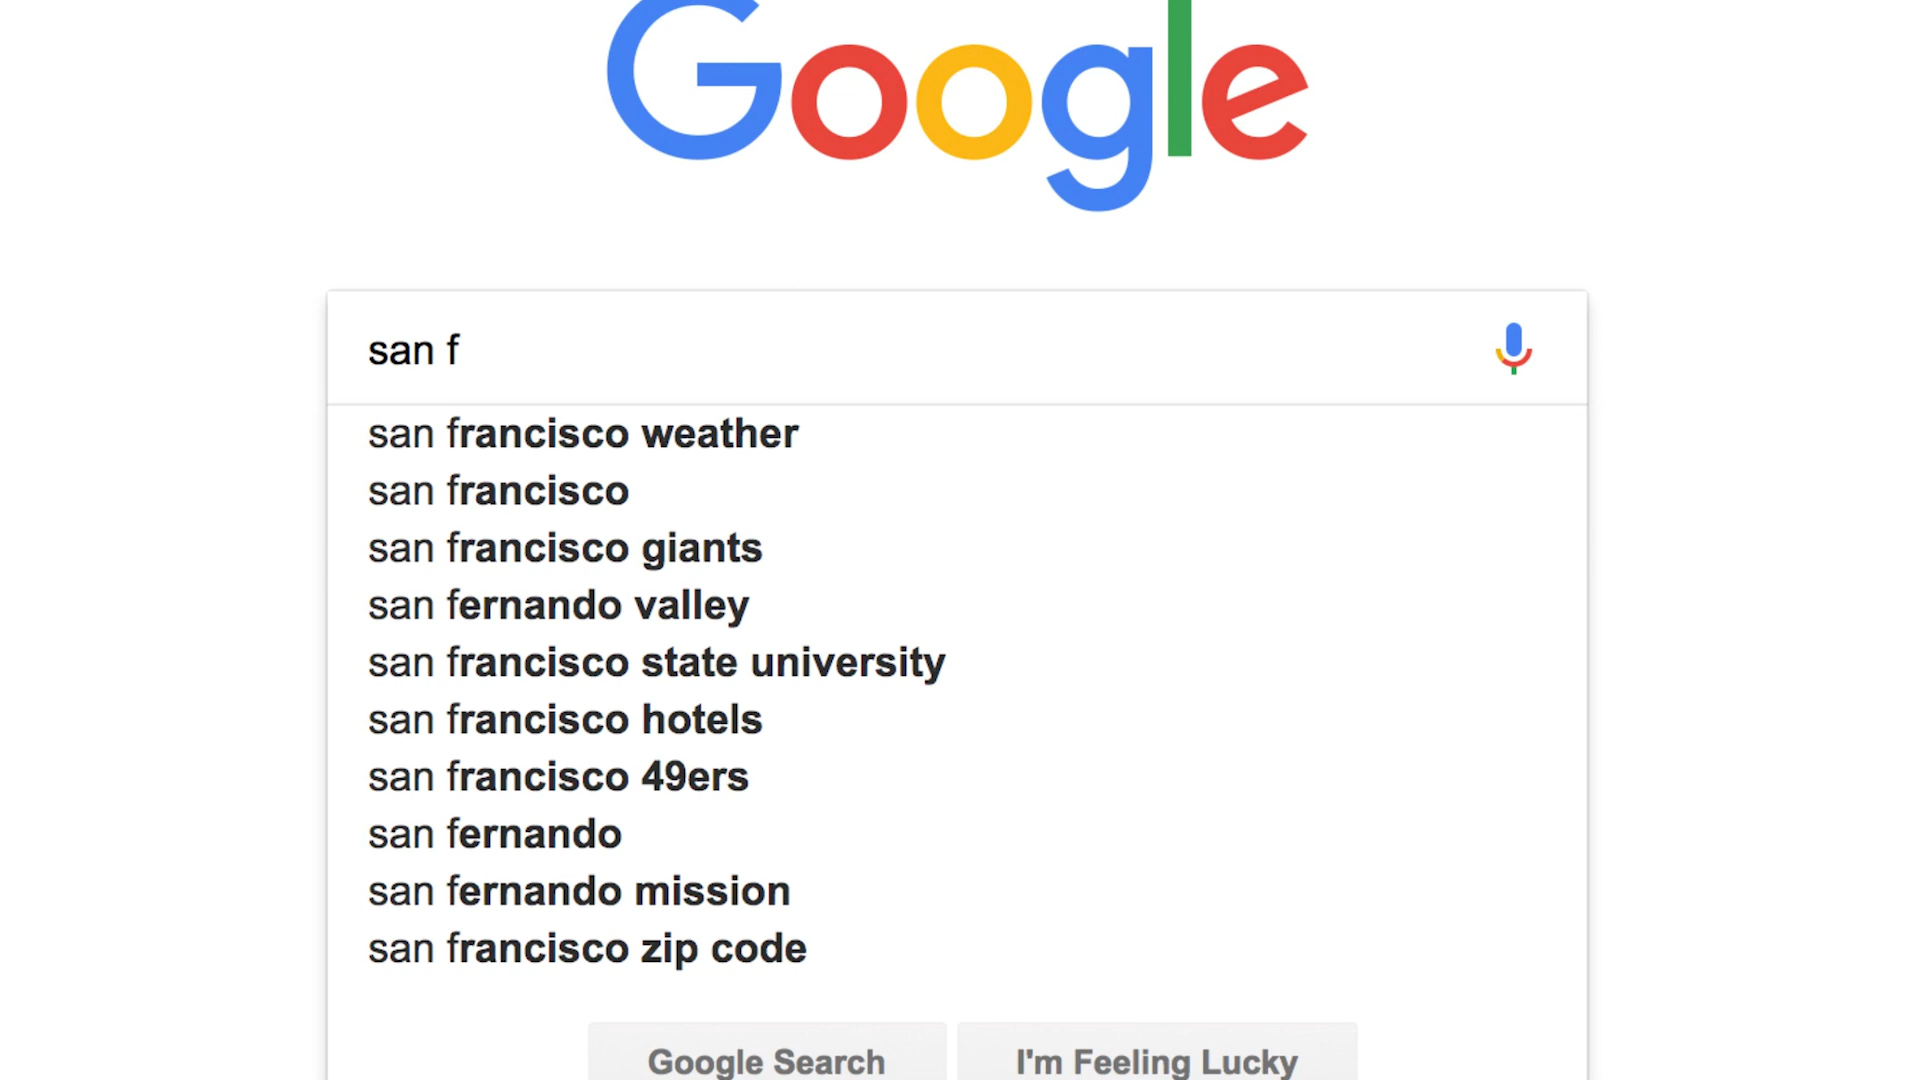 Google
san f
san francisco weather
san francisco
san francisco giants
san fernando valley
san francisco state university
san francisco hotels
san francisco 49ers
san fernando
san fernando mission
san francisco zip code
Google Search I'm Feeling Lucky